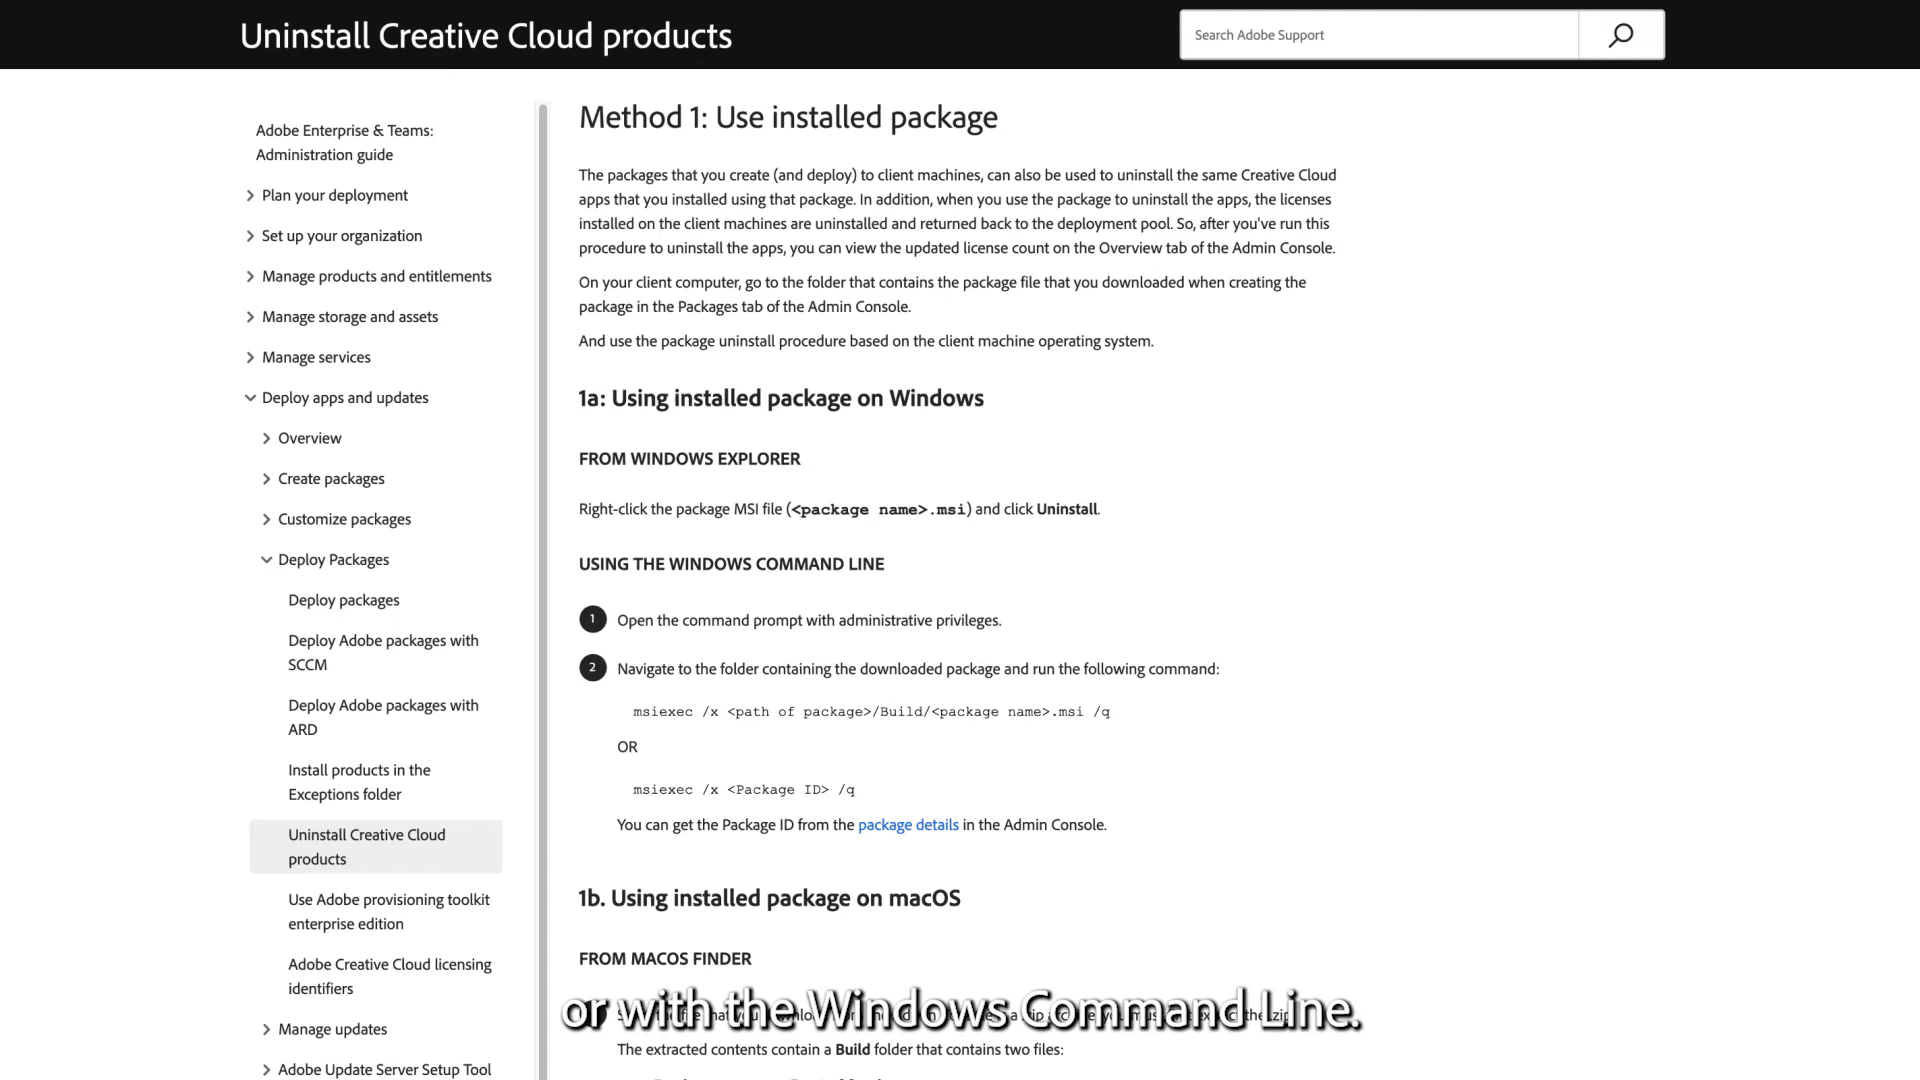 Uninstall Creative Cloud products
Search Adobe Support
Adobe Enterprise & Teams:
Administration guide
Plan your deployment
Set up your organization
Manage products and entitlements
Manage storage and assets
Manage services
Deploy apps and updates
Overview
Create packages
Customize packages
Deploy Packages
Deploy packages
Deploy Adobe packages with
SCCM
Deploy Adobe packages with
ARD
Install products in the
Exceptions folder
Uninstall Creative Cloud
products
Use Adobe provisioning toolkit
enterprise edition
Adobe Creative Cloud licensing
identifiers
Manage updates
Adobe Update Server Setup Tool
Method 1: Use installed package
The packages that you create (and deploy) to client machines, can also be used to uninstall the same Creative Cloud
apps that you installed using that package. In addition, when you use the package to uninstall the apps, the licenses
installed on the client machines are uninstalled and returned back to the deployment pool. So, after you've run this
procedure to uninstall the apps, you can view the updated license count on the Overview tab of the Admin Console.
On your client computer, go to the folder that contains the package file that you downloaded when creating the
package in the Packages tab of the Admin Console.
And use the package uninstall procedure based on the client machine operating system.
1a: Using installed package on Windows
FROM WINDOWS EXPLORER
Right-click the package MSI file (<package name>.msi) and click Uninstall.
USING THE WINDOWS COMMAND LINE
1 Open the command prompt with administrative privileges.
2 Navigate to the folder containing the downloaded package and run the following command:
msiexec /x <path of package>/Build/<package name>.msi /q
OR
msiexec /x <Package ID> /q
You can get the Package ID from the package details in the Admin Console.
1b. Using installed package on macOS
FROM MACOS FINDER
or with the Windows Command Line.
The extracted contents contain a Build folder that contains two files: